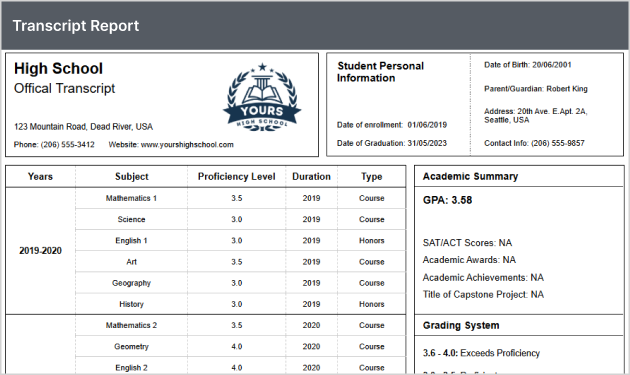 Transcript Report
High School
Offical Transcript
YOURS
HIGH SCHOOL
123 Mountain Road, Dead River, USA
Phone: (206) 555-3412 Website: www.yourshighschool.com
Student Personal
Information
Date of enrollment: 01/06/2019
Date of Graduation: 31/05/2023
Date of Birth: 20/06/2001
Parent/Guardian: Robert King
Address: 20th Ave. E.Apt. 2A,
Seattle, USA
Contact Info: (206) 555-9857
Years Subject Proficiency Level Duration Type
2019-2020
Mathematics 1 3.5 2019 Course
Science 3.0 2019 Course
English 1 3.0 2019 Honors
Art 3.5 2019 Course
Geography 3.0 2019 Course
History 3.0 2019 Honors
Mathematics 2 3.5 2020 Course
Geometry 4.0 2020 Course
English 2 4.0 2020 Course
Academic Summary
GPA: 3.58
SAT/ACT Scores: NA
Academic Awards: NA
Academic Achievements: NA
Title of Capstone Project: NA
Grading System
3.6 - 4.0: Exceeds Proficiency